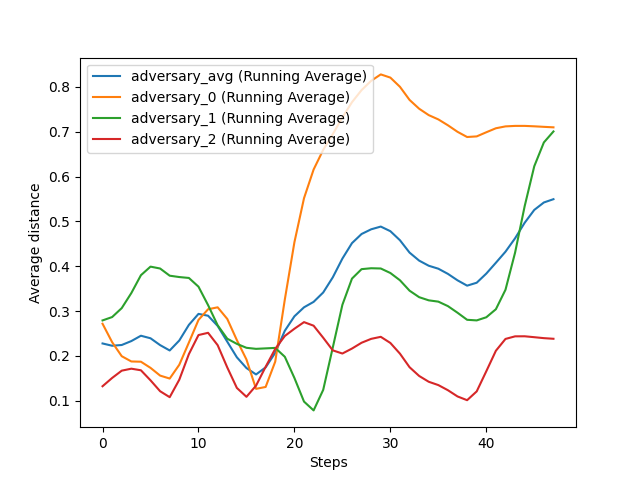 adversary_avg (Running Average)
adversary_0 (Running Average)
adversary_1 (Running Average)
adversary_2 (Running Average)
Average distance
0.8
0.7
0.6
0.5
0.4
0.3
0.2
0.1
0 10 20 30 40
Steps